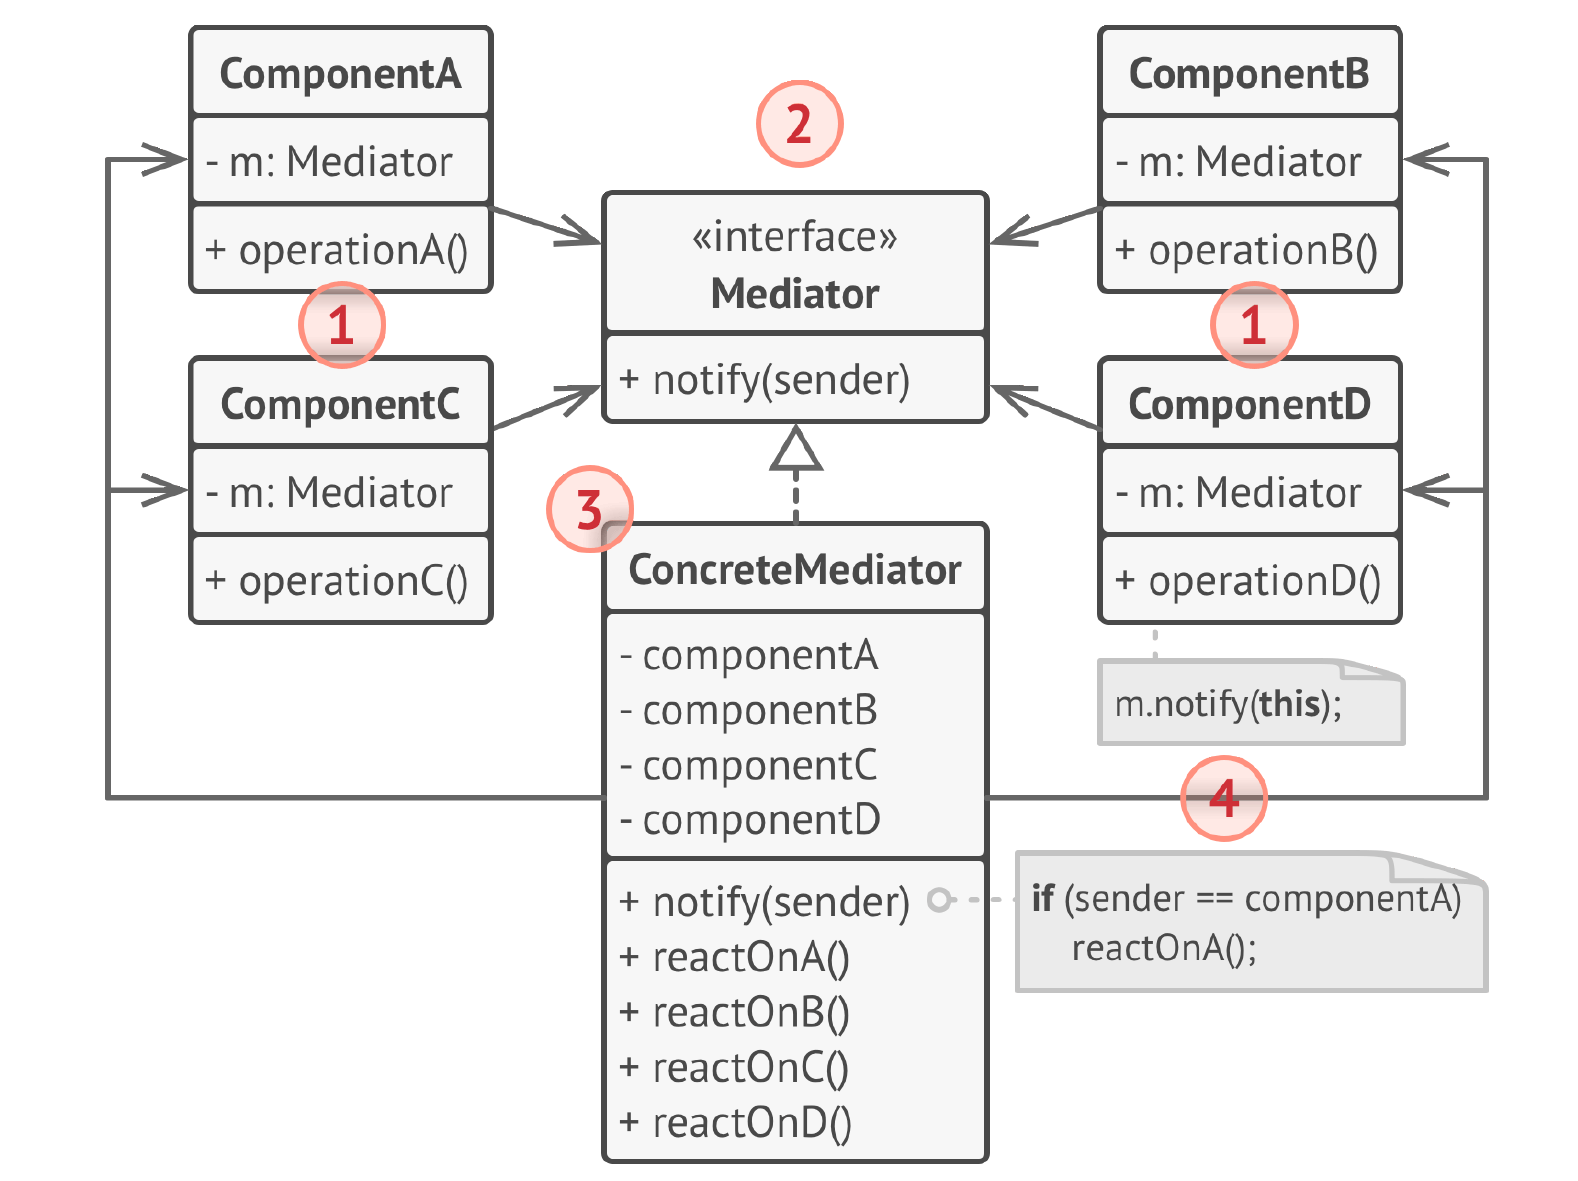 ComponentA
- m: Mediator
+ operationA()
1
ComponentC
- m: Mediator
+ operationC()
2
«interface»
Mediator
+ notify(sender)
3
ConcreteMediator
- componentA
- componentB
- componentC
- componentD
+ notify(sender)
+ reactOnA()
+ reactOnB()
+ reactOnC()
+ reactOnD()
ComponentB
- m: Mediator
+ operationB()
1
ComponentD
- m: Mediator
+ operationD()
m.notify(this);
4
if (sender == componentA)
reactOnA();